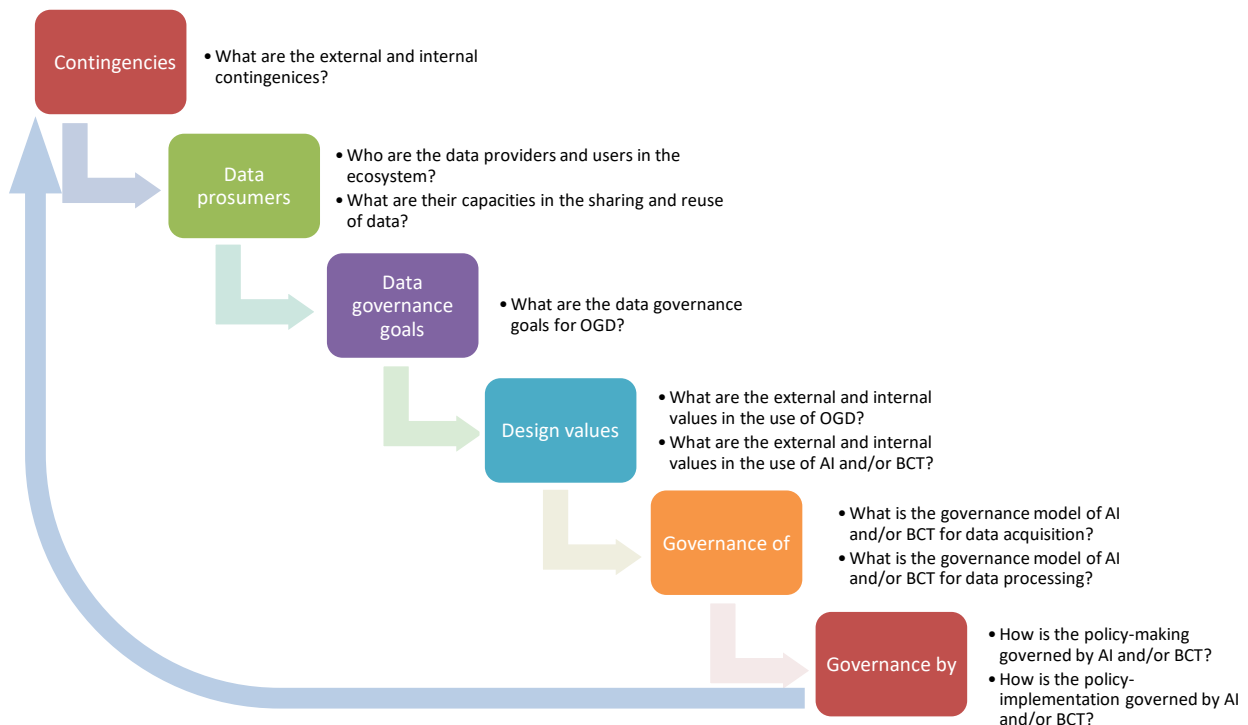 Contingencies
• What are the external and internal
contingenices?
Data
prosumers
• Who are the data providers and users in the
ecosystem?
• What are their capacities in the sharing and reuse
of data?
Data
governance
goals
• What are the data governance
goals for OGD?
Design values
• What are the external and internal
values in the use of OGD?
• What are the external and internal
values in the use of AI and/or BCT?
Governance of
• What is the governance model of AI
and/or BCT for data acquisition?
• What is the governance model of AI
and/or BCT for data processing?
Governance by
• How is the policy-making
governed by AI and/or BCT?
• How is the policy-
implementation governed by AI
and/or BCT?